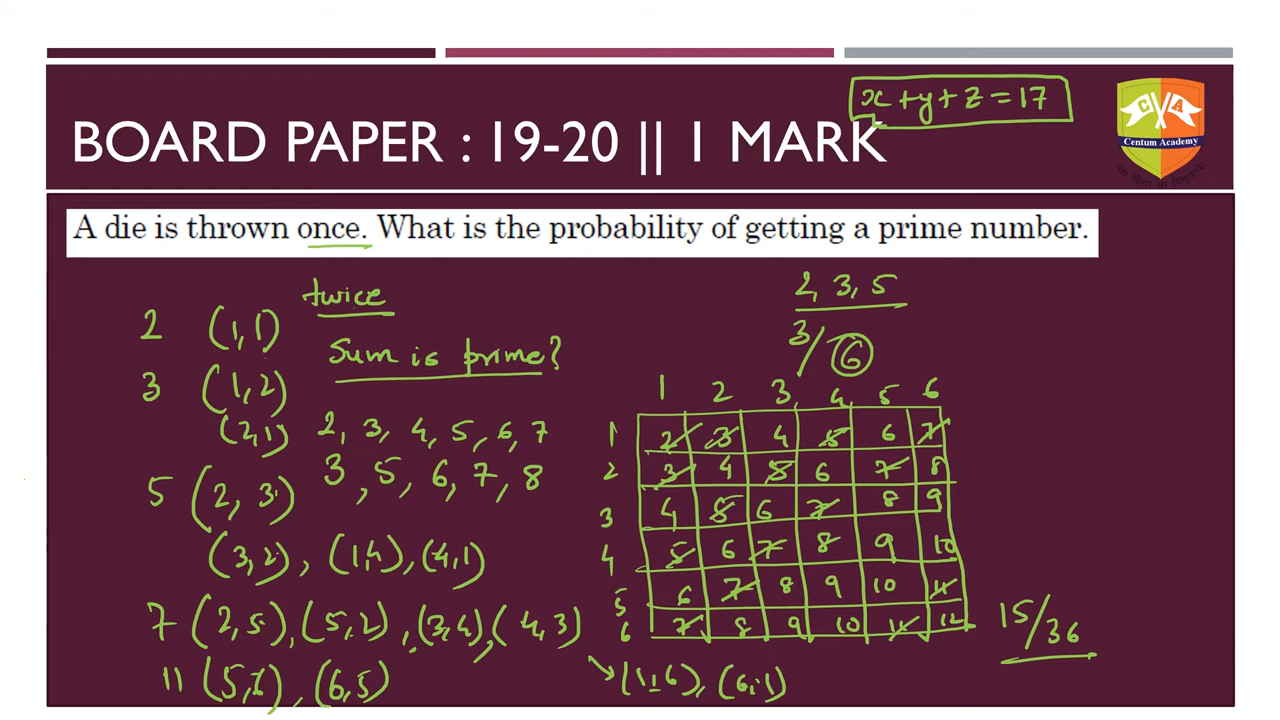 x + y + z = 17
BOARD PAPER : 19-20 || 1 MARK
CA
Centum Academy
A die is thrown once. What is the probability of getting a prime number.
twice
Sum is prime?
2, 3, 5
3/6
2 (1, 1)
3 (1, 2)
(2, 1)
2, 3, 4, 5, 6, 7
3, 5, 6, 7, 8
5 (2, 3)
(3, 2), (1, 4), (4, 1)
7 (2, 5), (5, 2), (3, 4), (4, 3)
(1, 6), (6, 1)
11 (5, 6), (6, 5)
1 2 3 4 5 6
1 2 3 4 5 6 7
2 3 4 5 6 7 8
3 4 5 6 7 8 9
4 5 6 7 8 9 10
5 6 7 8 9 10 11
6 7 8 9 10 11 12
15/36